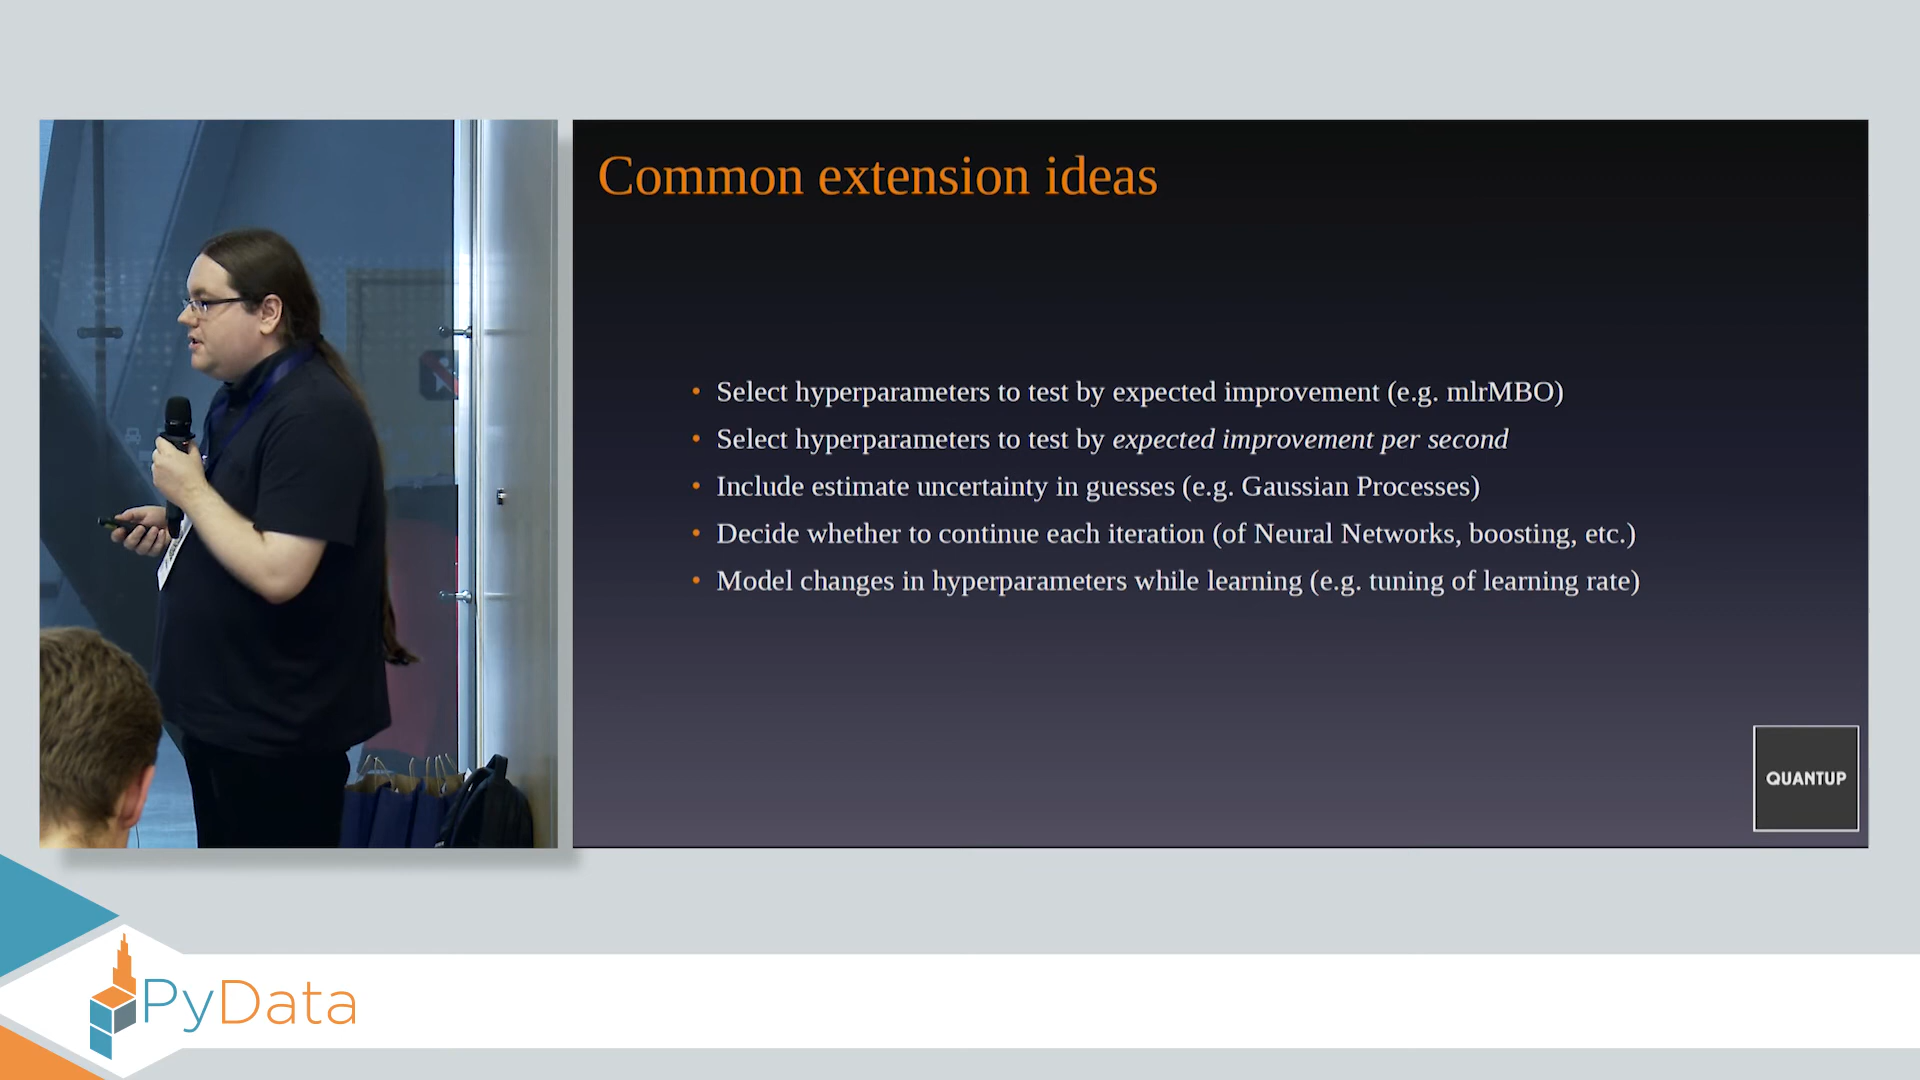 Common extension ideas
• Select hyperparameters to test by expected improvement (e.g. mlrMBO)
• Select hyperparameters to test by expected improvement per second
• Include estimate uncertainty in guesses (e.g. Gaussian Processes)
• Decide whether to continue each iteration (of Neural Networks, boosting, etc.)
• Model changes in hyperparameters while learning (e.g. tuning of learning rate)
QUANTUP
PyData